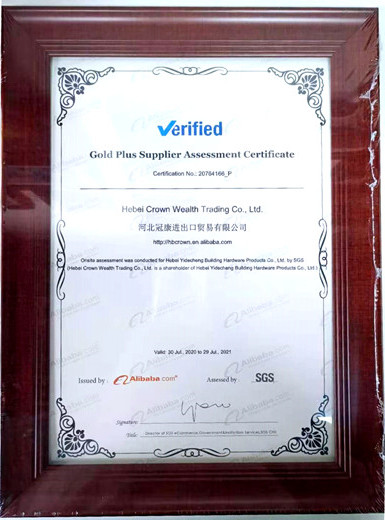 Verified
Gold Plus Supplier Assessment Certificate
Certification No.: 20764166_P
Hebei Crown Wealth Trading Co., Ltd.
河北冠康进出口贸易有限公司
http://hbcrown.en.alibaba.com
Onsite assessment was conducted for Hebei Yidecheng Building Hardware Products Co., Ltd. by SGS
(Hebei Crown Wealth Trading Co., Ltd. is a shareholder of Hebei Yidecheng Building Hardware Products Co., Ltd.)
Valid: 30 Jul., 2020 to 29 Jul., 2021
Issued by : Alibaba.com® Assessed by : SGS
Signature:
Title: Director of SGS